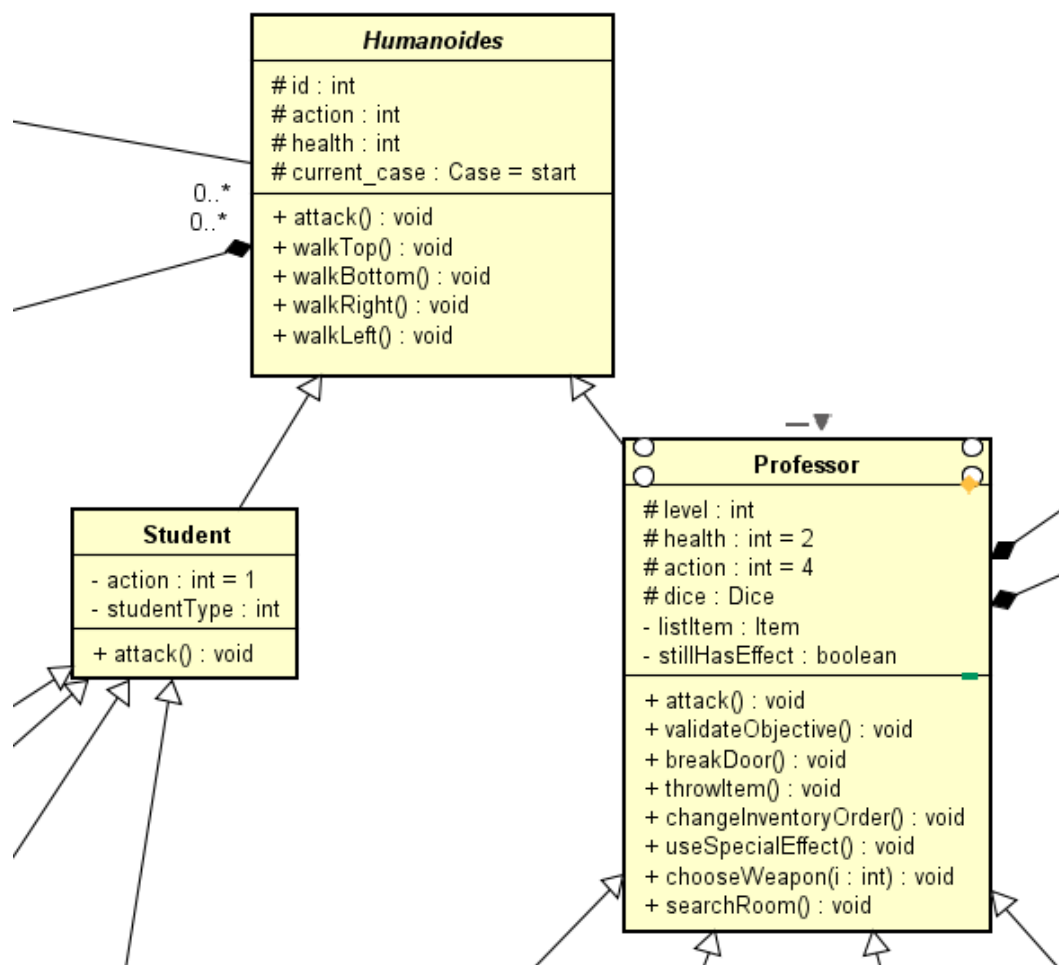 Humanoides
# id : int
# action : int
# health : int
# current_case : Case = start
0..*
0..*
+ attack() : void
+ walkTop() : void
+ walkBottom() : void
+ walkRight() : void
+ walkLeft() : void
Student
- action : int = 1
- studentType : int
+ attack() : void
Professor
# level : int
# health : int = 2
# action : int = 4
# dice : Dice
- listItem : Item
- stillHasEffect : boolean
+ attack() : void
+ validateObjective() : void
+ breakDoor() : void
+ throwItem() : void
+ changeInventoryOrder() : void
+ useSpecialEffect() : void
+ chooseWeapon(i : int) : void
+ searchRoom() : void